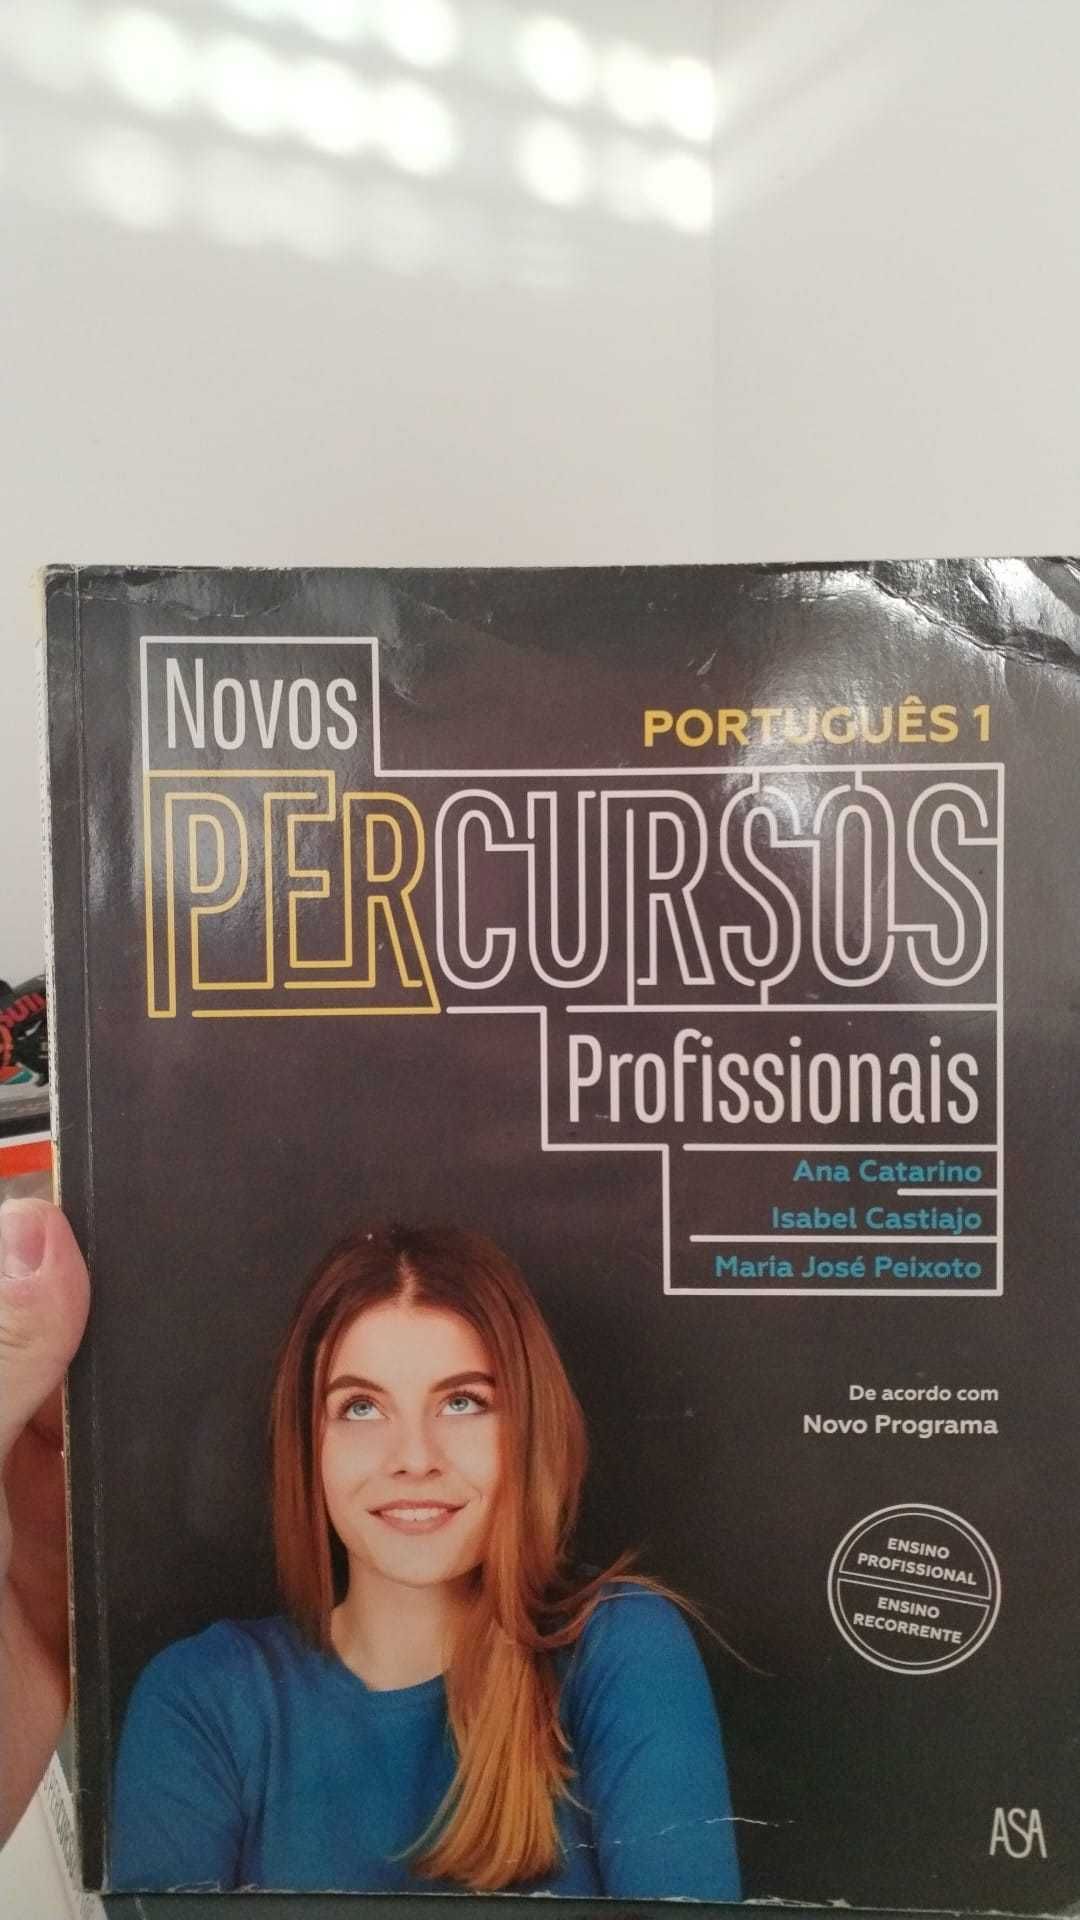 Novos
PORTUGUÊS 1
PERCURSOS
Profissionais
Ana Catarino
Isabel Castiajo
Maria José Peixoto
De acordo com
Novo Programa
ENSINO
PROFISSIONAL
ENSINO
RECORRENTE
ASA